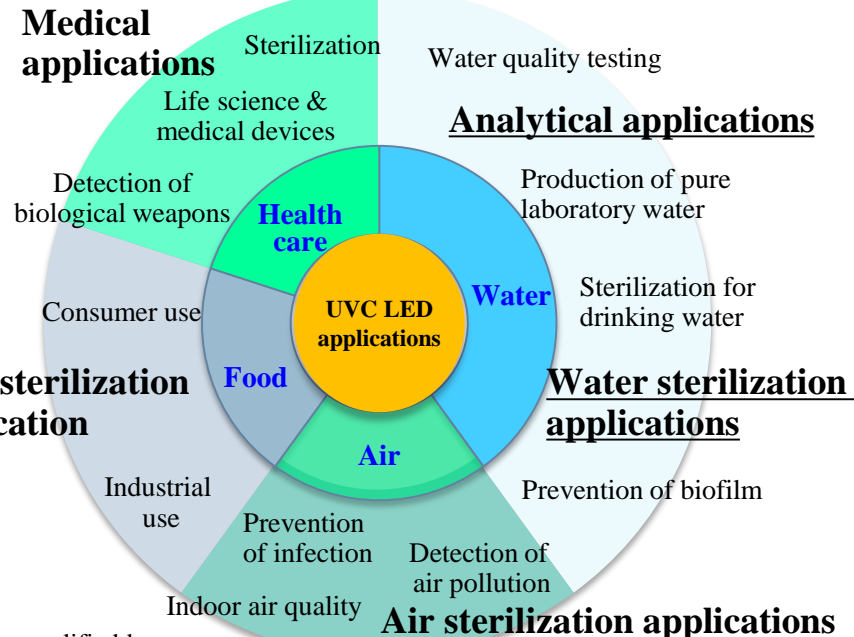 Medical
applications
Sterilization
Life science &
medical devices
Detection of
biological weapons
Health
care
Water quality testing
Analytical applications
Production of pure
laboratory water
Sterilization for
drinking water
Water
Water sterilization
applications
Prevention of biofilm
UVC LED
applications
Consumer use
Food
sterilization
Industrial
use
Air
Prevention
of infection
Detection of
air pollution
Indoor air quality
Air sterilization applications